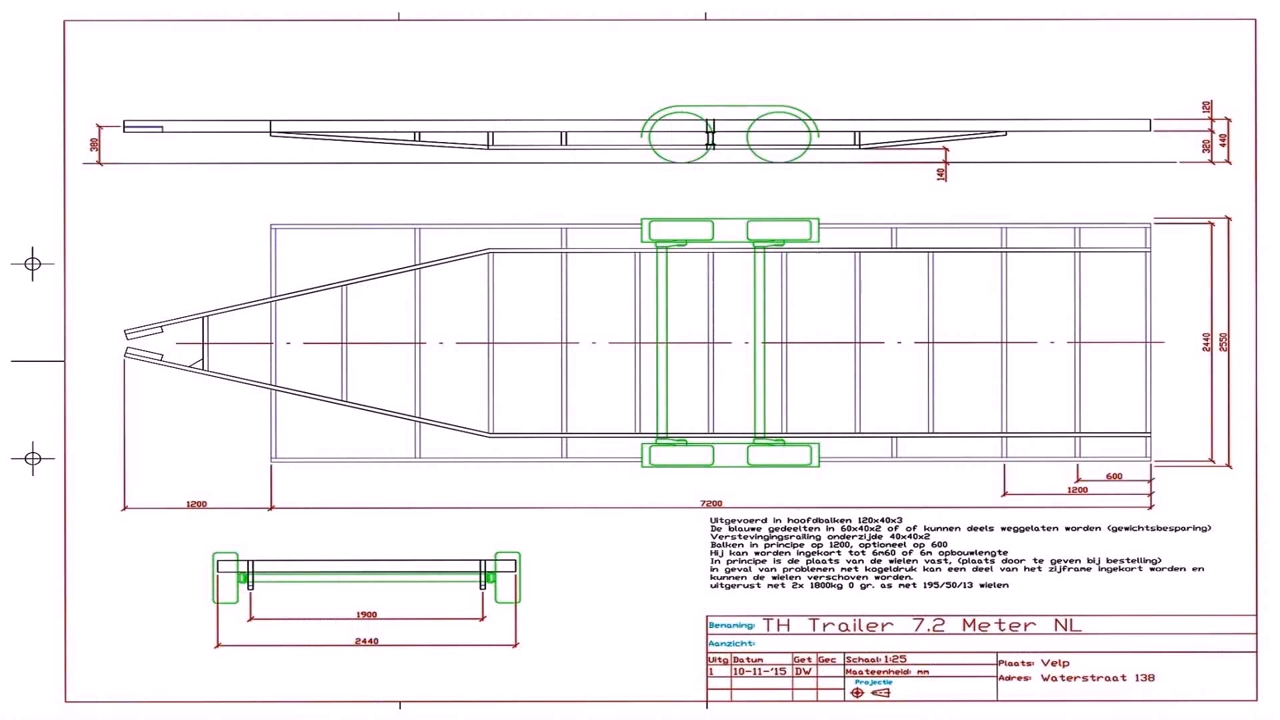 120
380
320
440
140
2440
2550
600
1200
1200
7200
Uitgevoerd in hoofdbalken 120x40x3
De blauwe gedeelten in 60x40x2 of of kunnen deels weggelaten worden (gewichtsbesparing)
Verstevingingsrailing onderzijde 40x40x2
Balken in principe op 1200, optioneel op 600
Hij kan worden ingekort tot 6m60 of 6m opbouwlengte
In principe is de plaats van de wielen vast, (plaats door te geven bij bestelling)
in geval van problemen met kogeldruk kan een deel van het zijframe ingekort worden en
kunnen de wielen verschoven worden.
uitgerust met 2x 1800kg 0 gr. as met 195/50/13 wielen
1900
2440
Benaming: TH Trailer 7.2 Meter NL
Aanzicht:
Uitg Datum Get Gec Schaal: 1:25
1 10-11-'15 DW Maateenheid: mm
Projectie
Plaats: Velp
Adres: Waterstraat 138